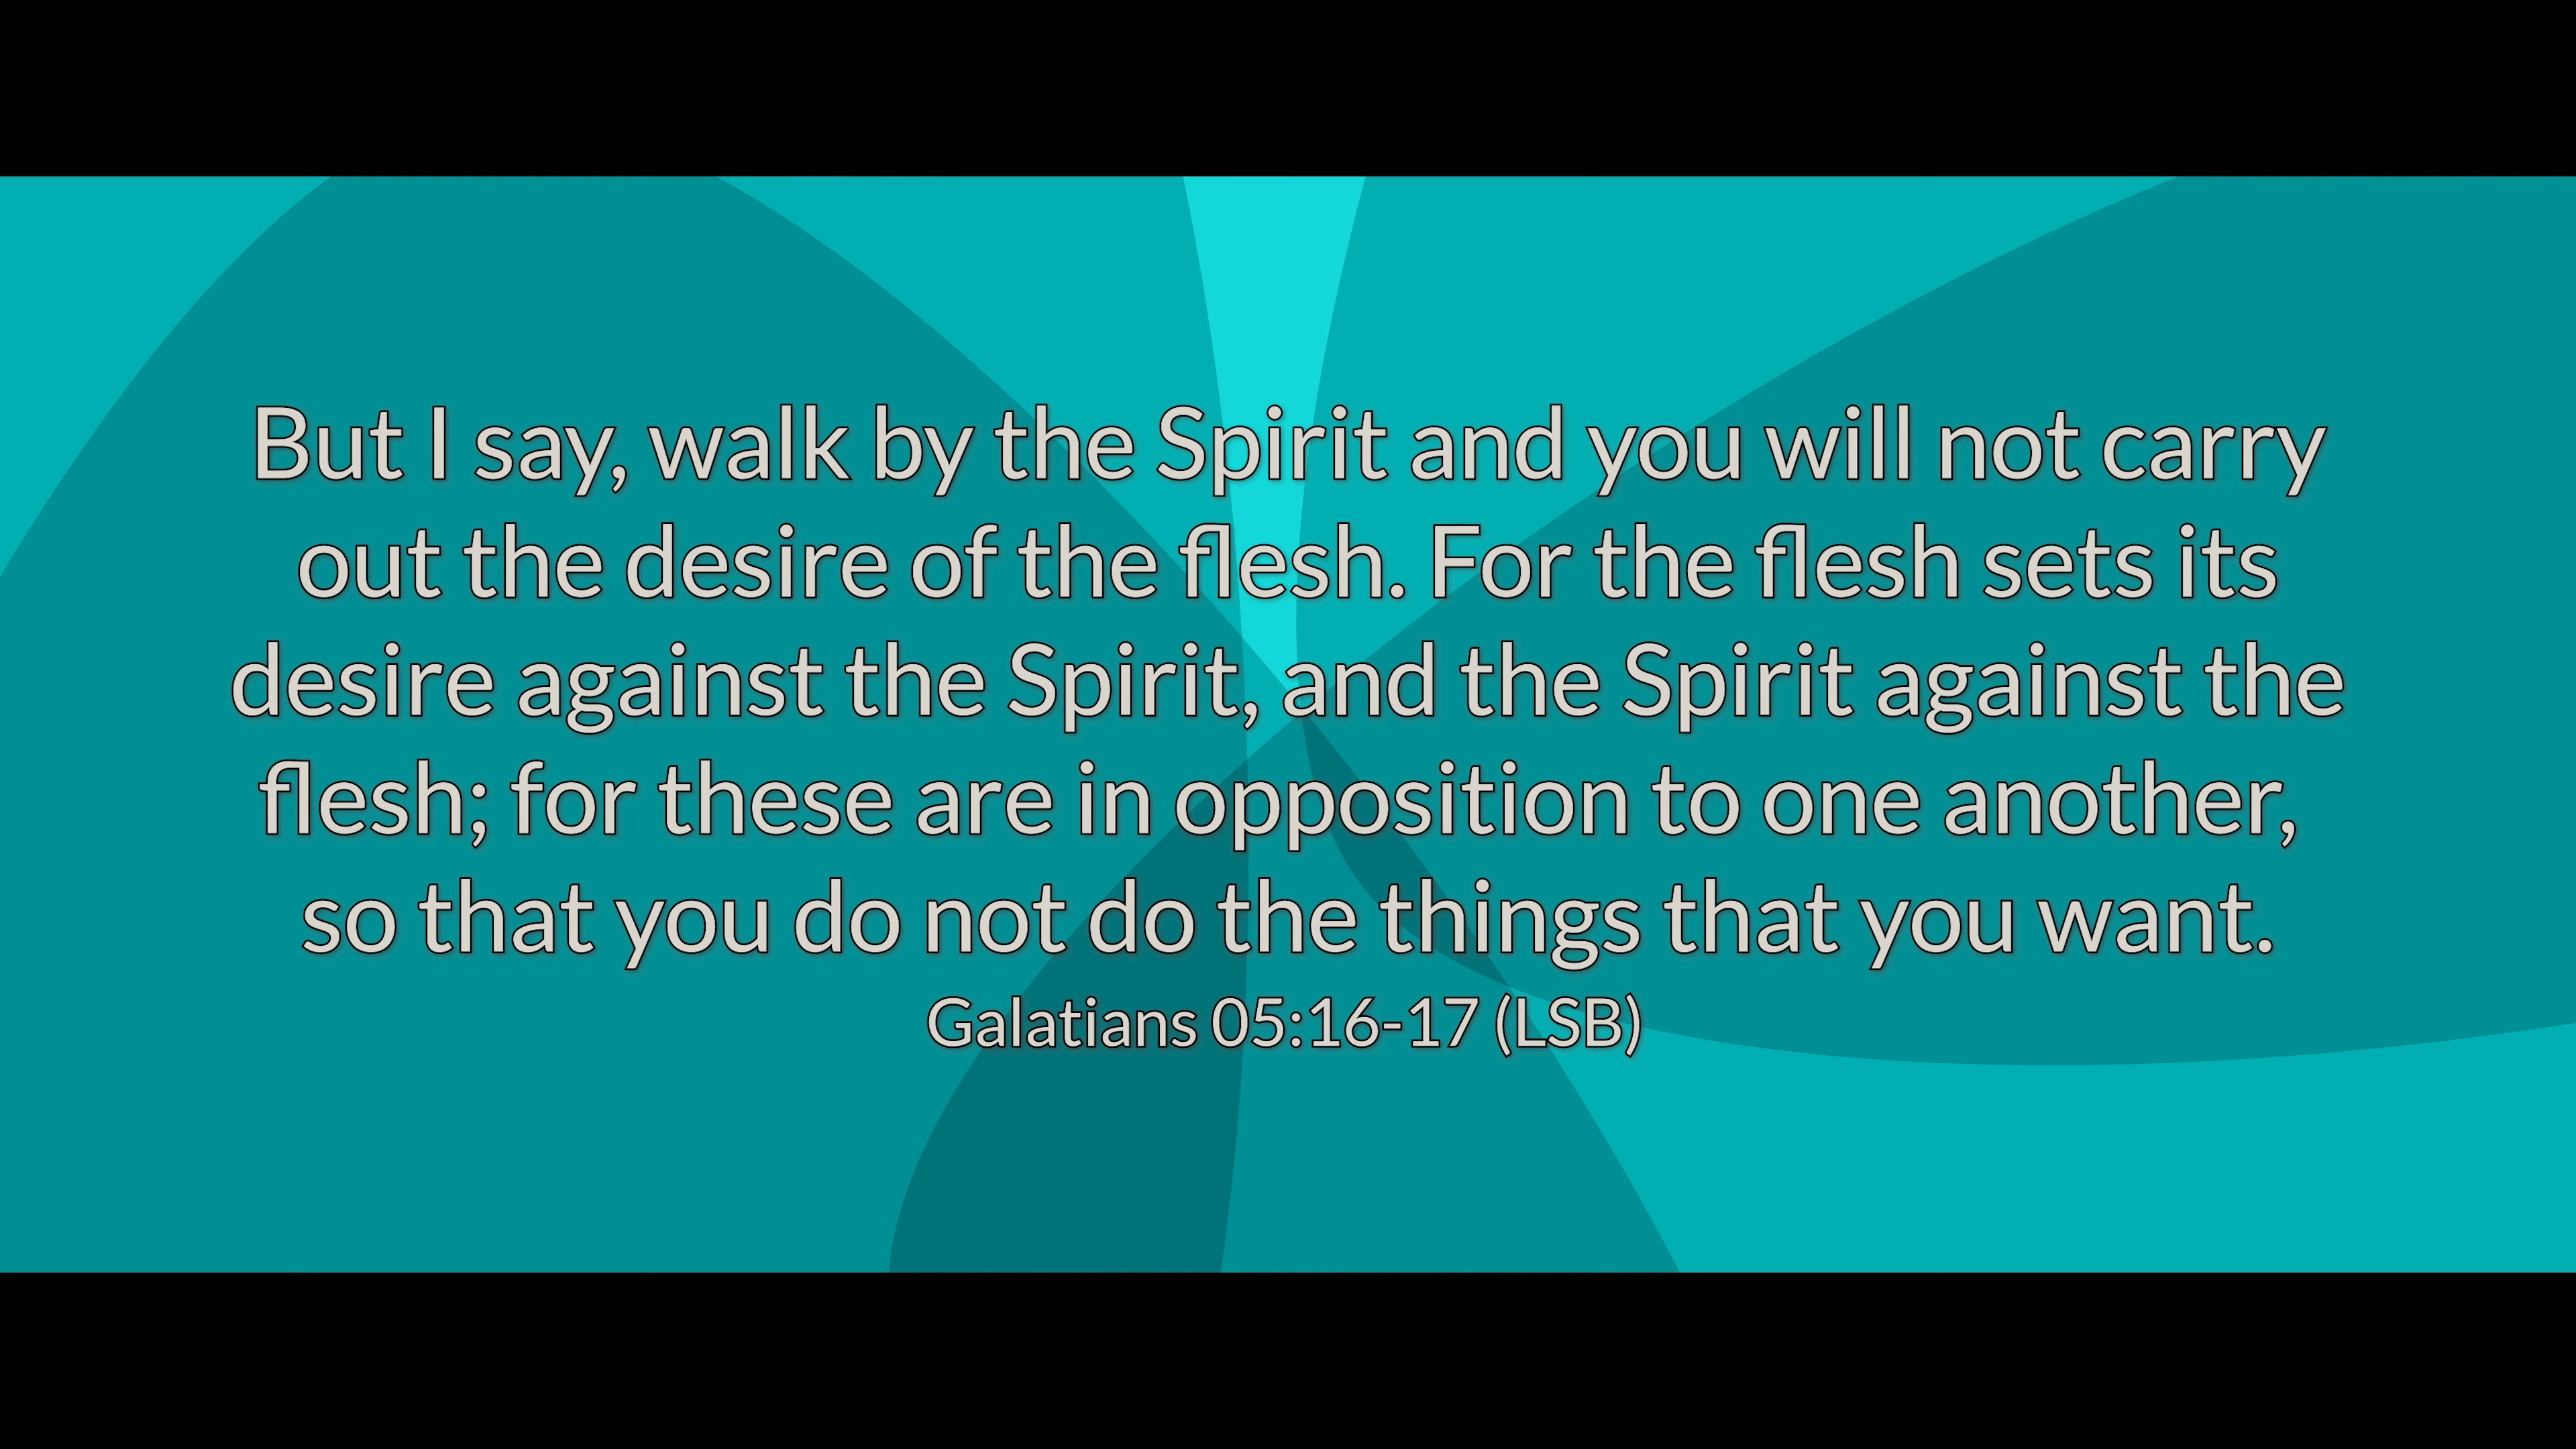 But I say, walk by the Spirit and you will not carry
out the desire of the flesh. For the flesh sets its
desire against the Spirit, and the Spirit against the
flesh; for these are in opposition to one another,
so that you do not do the things that you want.
Galatians 05:16-17 (LSB)